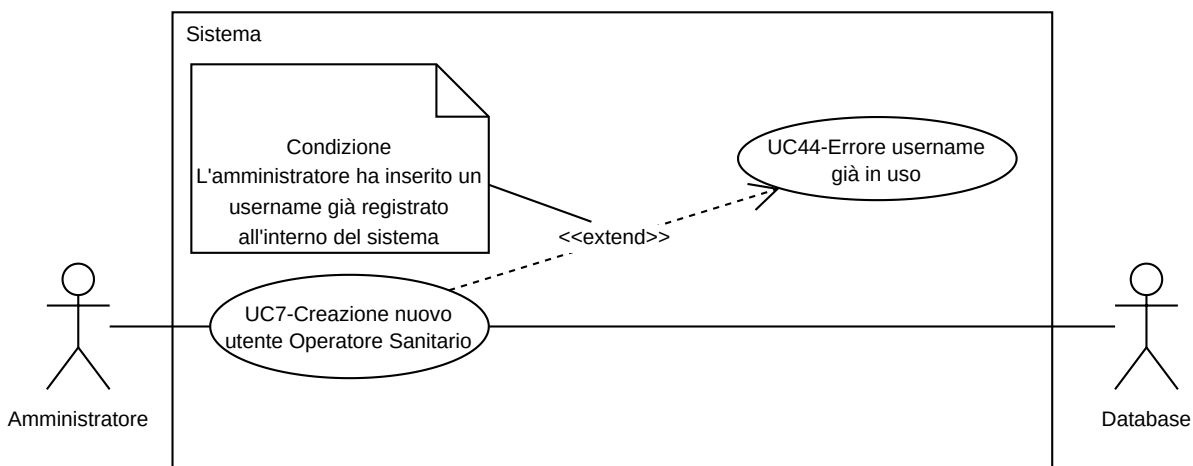 Sistema
Condizione
L'amministratore ha inserito un
username già registrato
all'interno del sistema
UC44-Errore username
già in uso
<<extend>>
UC7-Creazione nuovo
utente Operatore Sanitario
Amministratore
Database